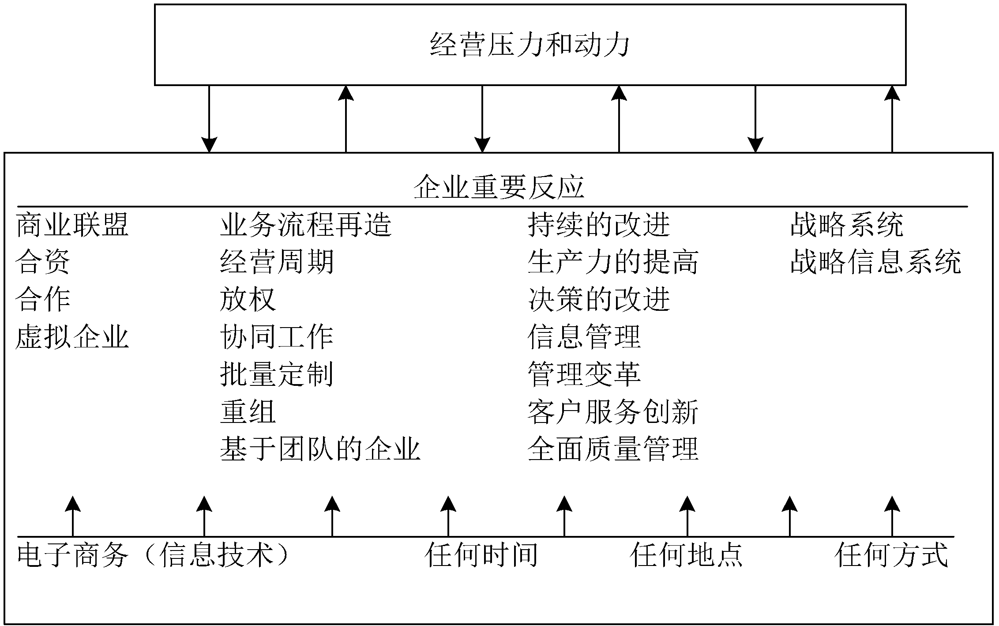 经营压力和动力
企业重要反应
商业联盟 业务流程再造 持续的改进 战略系统
合资 经营周期 生产力的提高 战略信息系统
合作 放权 决策的改进
虚拟企业 协同工作 信息管理
批量定制 管理变革
重组 客户服务创新
基于团队的企业 全面质量管理
电子商务（信息技术） 任何时间 任何地点 任何方式